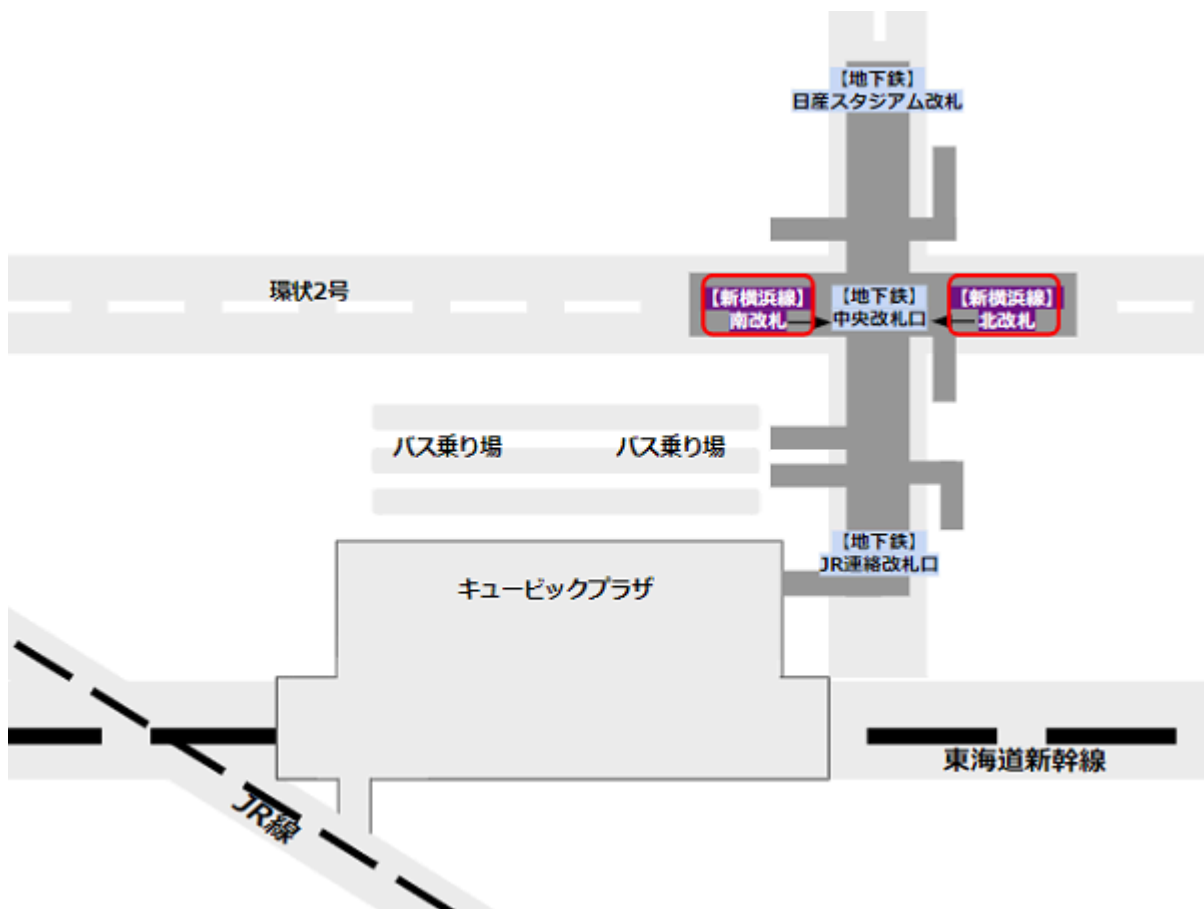 【地下鉄】
日産スタジアム改札
環状2号
【新横浜線】
南改札
【地下鉄】
中央改札口
【新横浜線】
北改札
バス乗り場
バス乗り場
【地下鉄】
JR連絡改札口
キュービックプラザ
東海道新幹線
JR線